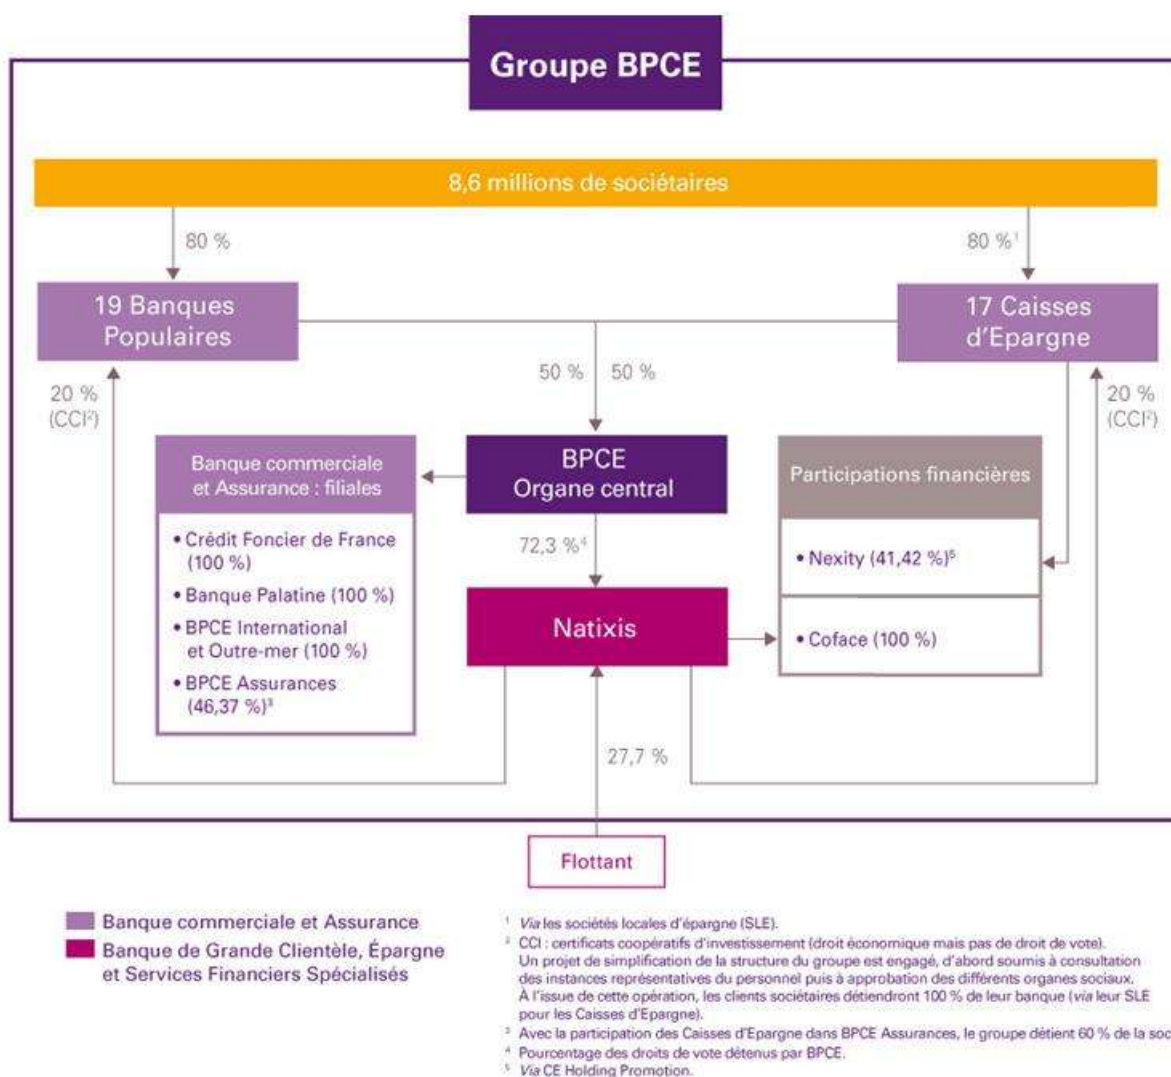 Groupe BPCE
8,6 millions de sociétaires
80 %
80 %¹
19 Banques
Populaires
17 Caisses
d'Epargne
50 %
50 %
20 %
(CCI²)
20 %
(CCI²)
Banque commerciale
et Assurance : filiales
• Crédit Foncier de France
(100 %)
• Banque Palatine (100 %)
• BPCE International
et Outre-mer (100 %)
• BPCE Assurances
(46,37 %)³
BPCE
Organe central
72,3 %⁴
Natixis
Participations financières
• Nexity (41,42 %)⁵
• Coface (100 %)
27,7 %
Flottant
Banque commerciale et Assurance
Banque de Grande Clientèle, Épargne
et Services Financiers Spécialisés
¹ Via les sociétés locales d'épargne (SLE).
² CCI : certificats coopératifs d'investissement (droit économique mais pas de droit de vote).
Un projet de simplification de la structure du groupe est engagé, d'abord soumis à consultation
des instances représentatives du personnel puis à approbation des différents organes sociaux.
À l'issue de cette opération, les clients sociétaires détiendront 100 % de leur banque (via leur SLE
pour les Caisses d'Epargne).
³ Avec la participation des Caisses d'Epargne dans BPCE Assurances, le groupe détient 60 % de la soc
⁴ Pourcentage des droits de vote détenus par BPCE.
⁵ Via CE Holding Promotion.